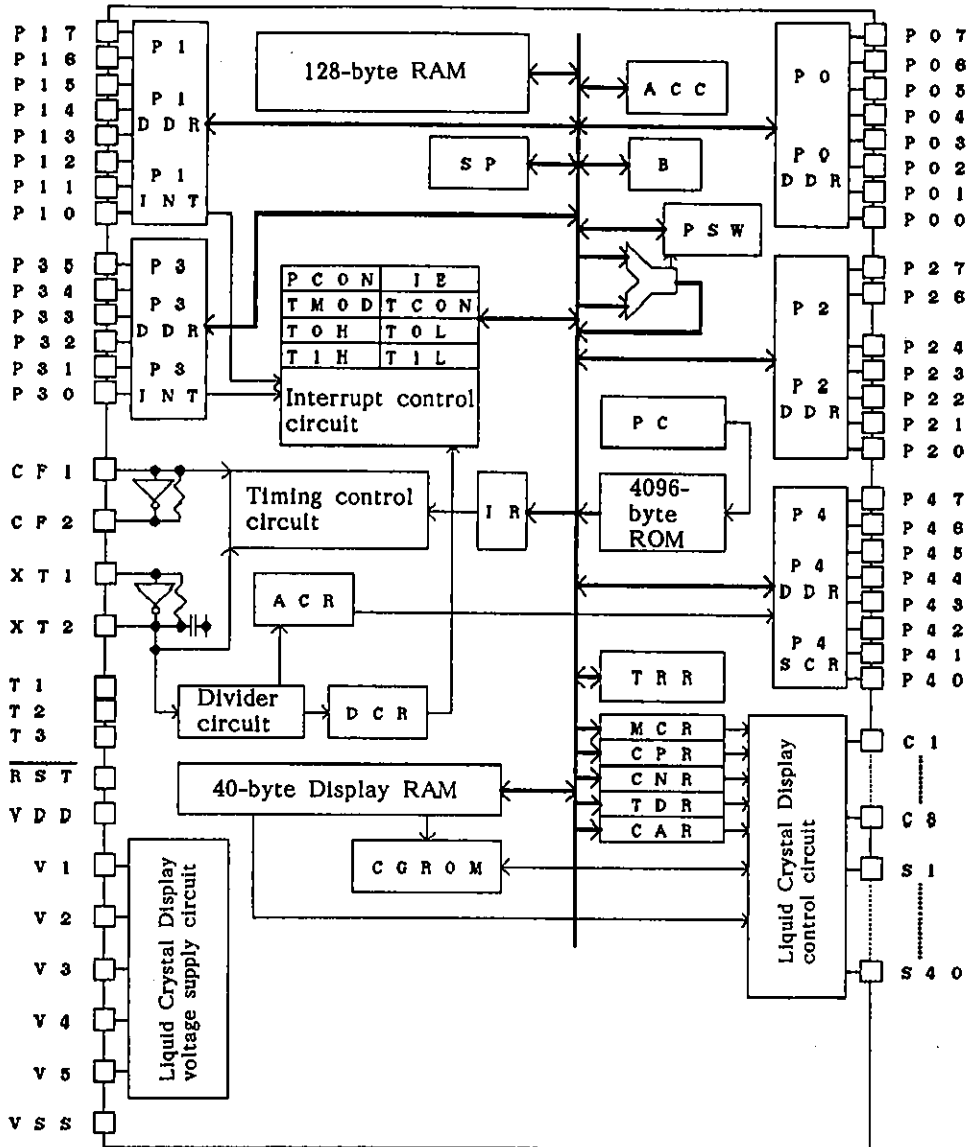 P17
P16
P15
P14
P13
P12
P11
P10
P1
P1
DDR
P1
INT
P35
P34
P33
P32
P31
P30
P3
P3
DDR
P3
INT
CF1
CF2
XT1
XT2
T1
T2
T3
RST
VDD
V1
V2
V3
V4
V5
VSS
Liquid Crystal Display
voltage supply circuit
128-byte RAM
SP
ACC
B
PSW
PCON IE
TMOD TCON
TOH TOL
TIH TIL
Interrupt control
circuit
Timing control
circuit
IR
PC
4096-
byte
ROM
ACR
Divider
circuit
DCR
TRR
MCR
CPR
CNR
TDR
CAR
40-byte Display RAM
CGROM
Liquid Crystal Display
control circuit
P0
P0
DDR
P07
P06
P05
P04
P03
P02
P01
P00
P2
P2
DDR
P27
P26
P24
P23
P22
P21
P20
P4
P4
DDR
P4
SCR
P47
P46
P45
P44
P43
P42
P41
P40
C1
C8
S1
S40